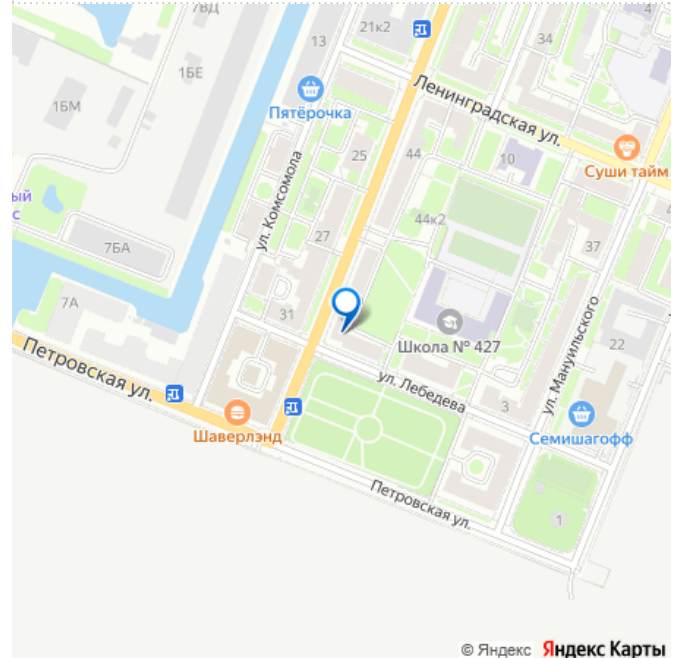 7ВД
21к2
4
1БЕ
13
34
1БМ
Пятёрочка
Ленинградская ул.
Суши тайм
25
44
10
ул. Комсомола
ый
с
44к2
27
37
7БА
7А
31
Школа № 427
ул. Мануильского
22
Петровская ул.
ул. Лебедева
3
Шаверлэнд
Семишагофф
Петровская ул.
1
© Яндекс Яндекс Карты